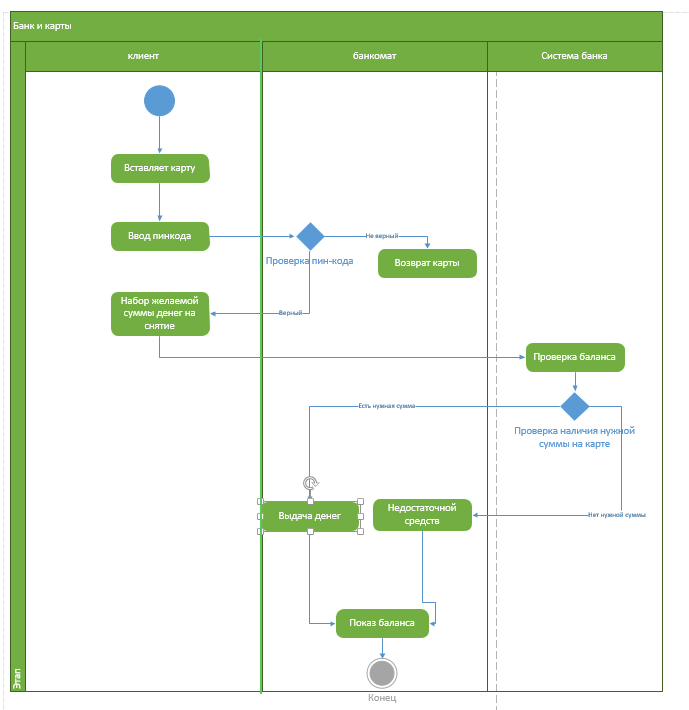 Банк и карты
клиент
банкомат
Система банка
Вставляет карту
Ввод пинкода
Не верный
Проверка пин-кода
Возврат карты
Набор желаемой
суммы денег на
снятие
Верный
Проверка баланса
Есть нужная сумма
Проверка наличия нужной
суммы на карте
Выдача денег
Недостаточной
средств
Нет нужной суммы
Показ баланса
Этап
Конец